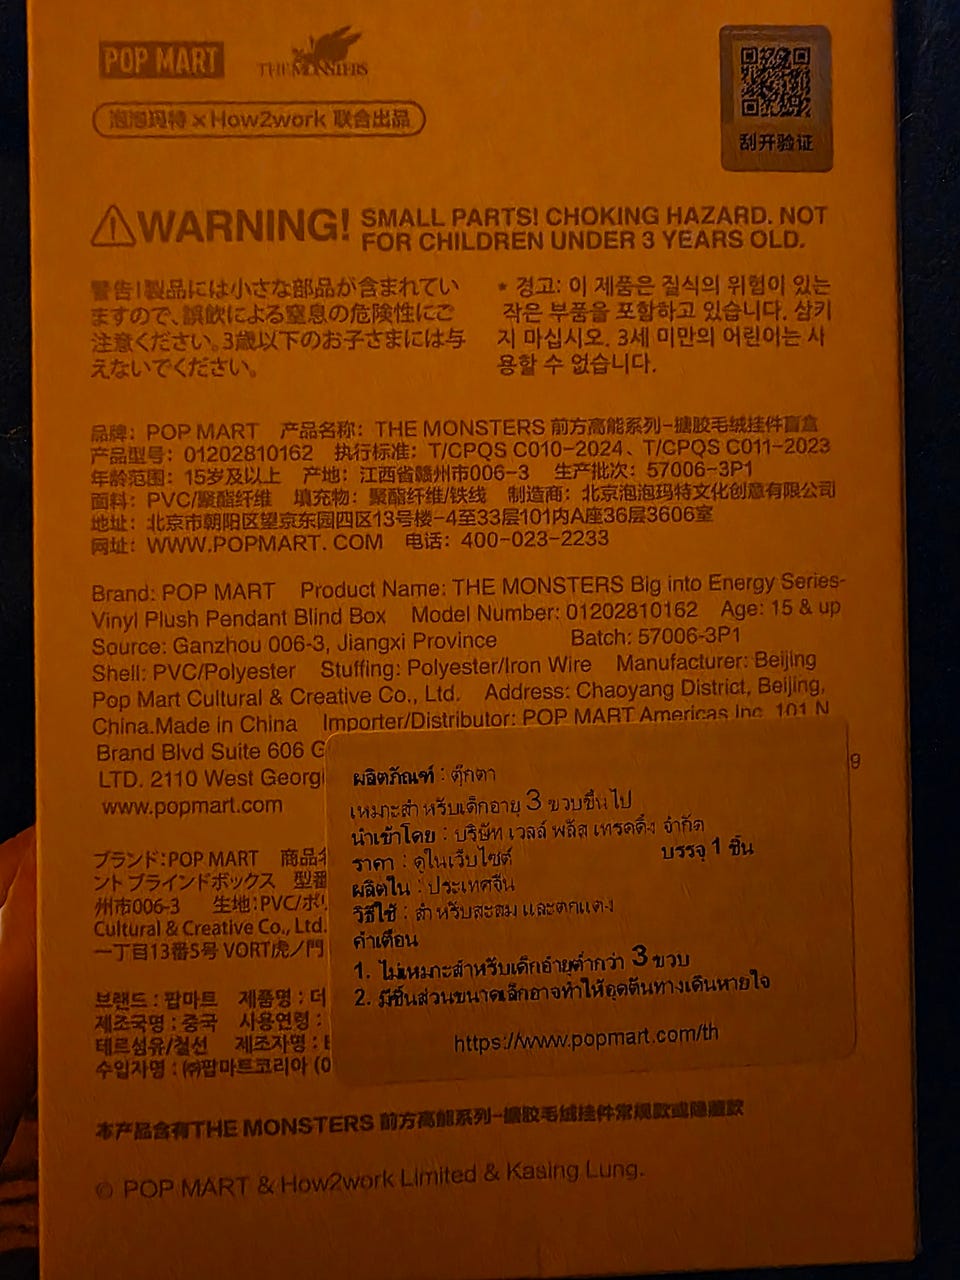 POP MART THE MONSTERS
泡泡玛特 x How2work 联合出品
刮开验证
WARNING! SMALL PARTS! CHOKING HAZARD. NOT
FOR CHILDREN UNDER 3 YEARS OLD.
警告!製品には小さな部品が含まれてい
ますので、誤飲による窒息の危険性にご
注意ください。3歳以下のお子さまには与
えないでください。
* 경고: 이 제품은 질식의 위험이 있는
작은 부품을 포함하고 있습니다. 삼키
지 마십시오. 3세 미만의 어린이는 사
용할 수 없습니다.
品牌: POP MART 产品名称: THE MONSTERS 前方高能系列-搪胶毛绒挂件盲盒
产品型号: 01202810162 执行标准: T/CPQS C010-2024、T/CPQS C011-2023
年龄范围: 15岁及以上 产地: 江西省赣州市006-3 生产批次: 57006-3P1
面料: PVC/聚酯纤维 填充物: 聚酯纤维/铁线 制造商: 北京泡泡玛特文化创意有限公司
地址: 北京市朝阳区望京东园四区13号楼-4至33层101内A座36层3606室
网址: WWW.POPMART. COM 电话: 400-023-2233
Brand: POP MART Product Name: THE MONSTERS Big into Energy Series-
Vinyl Plush Pendant Blind Box Model Number: 01202810162 Age: 15 & up
Source: Ganzhou 006-3, Jiangxi Province Batch: 57006-3P1
Shell: PVC/Polyester Stuffing: Polyester/Iron Wire Manufacturer: Beijing
Pop Mart Cultural & Creative Co., Ltd. Address: Chaoyang District, Beijing,
China.Made in China Importer/Distributor: POP MART Americas Inc. 101 N
Brand Blvd Suite 606 G
LTD. 2110 West Georgi 9
www.popmart.com
ผลิตภัณฑ์ : ตุ๊กตา
เหมาะสำหรับเด็กอายุ 3 ขวบขึ้นไป
นำเข้าโดย : บริษัท เวลล์ พลัส เทรดดิ้ง จำกัด
ราคา : ดูในเว็บไซต์ บรรจุ 1 ชิ้น
ผลิตใน : ประเทศจีน
วิธีใช้ : สำหรับสะสม และตกแต่ง
คำเตือน
1. ไม่เหมาะสำหรับเด็กอายุต่ำกว่า 3 ขวบ
2. มีชิ้นส่วนขนาดเล็กอาจทำให้อุดตันทางเดินหายใจ
https://www.popmart.com/th
ブランド:POP MART 商品名
ント ブラインドボックス 型番
州市006-3 生地:PVC/ポリ
Cultural & Creative Co., Ltd.
一丁目13番5号 VORT虎ノ門
브랜드 : 팝마트 제품명 : 더
제조국명 : 중국 사용연령 :
테르섬유/철선 제조자명 : B
수입자명 : ㈜팝마트코리아 (0
本产品含有THE MONSTERS 前方高能系列-搪胶毛绒挂件常规款或隐藏款
© POP MART & How2work Limited & Kasing Lung.